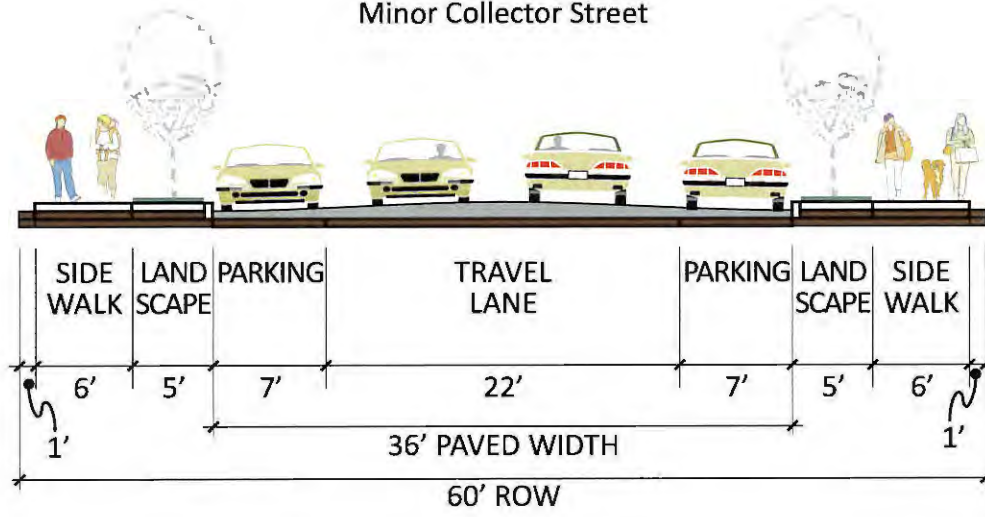 Minor Collector Street
SIDE LAND PARKING TRAVEL PARKING LAND SIDE
WALK SCAPE LANE SCAPE WALK
6' 5' 7' 22' 7' 5' 6'
1' 36' PAVED WIDTH 1'
60' ROW